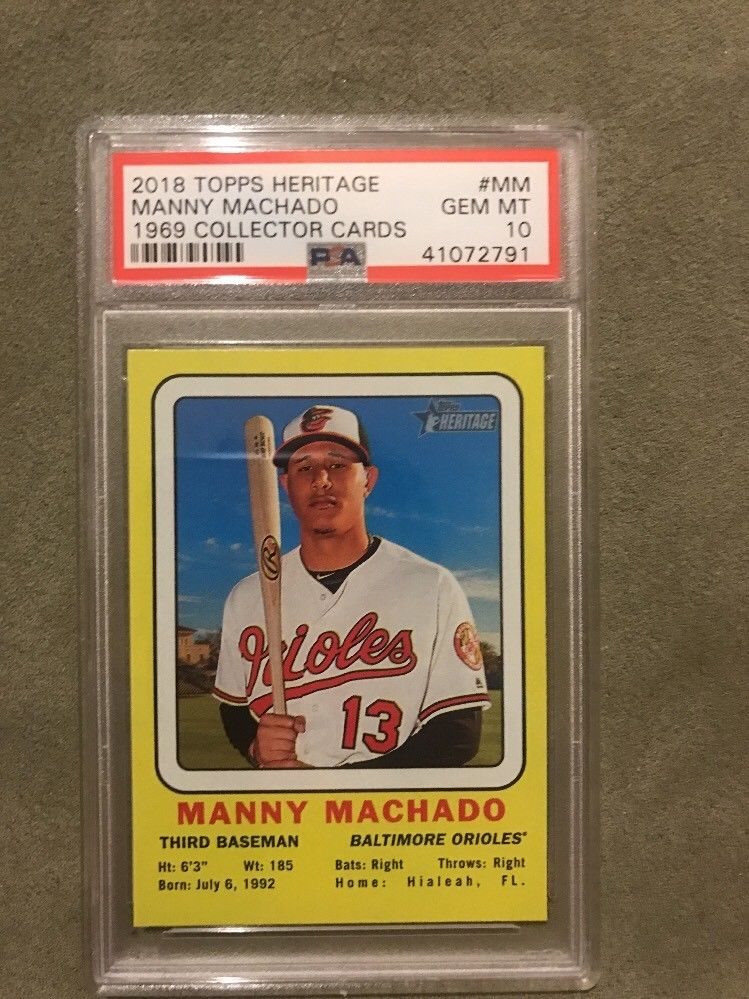 2018 TOPPS HERITAGE #MM
MANNY MACHADO GEM MT
1969 COLLECTOR CARDS 10
PSA 41072791
Topps
HERITAGE
Orioles
13
MANNY MACHADO
THIRD BASEMAN BALTIMORE ORIOLES
Ht: 6'3" Wt: 185 Bats: Right Throws: Right
Born: July 6, 1992 Home: Hialeah, FL.